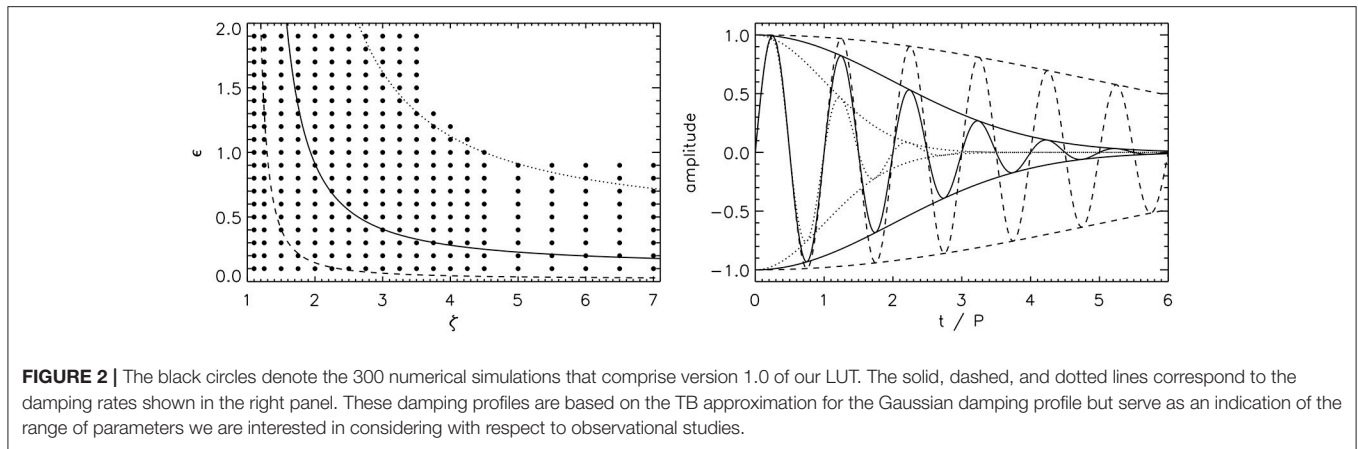 2.0
1.5
1.0
0.5
0.0
ϵ
1 2 3 4 5 6 7
ζ
1.0
0.5
0.0
−0.5
−1.0
amplitude
0 1 2 3 4 5 6
t / P
FIGURE 2 | The black circles denote the 300 numerical simulations that comprise version 1.0 of our LUT. The solid, dashed, and dotted lines correspond to the
damping rates shown in the right panel. These damping profiles are based on the TB approximation for the Gaussian damping profile but serve as an indication of the
range of parameters we are interested in considering with respect to observational studies.